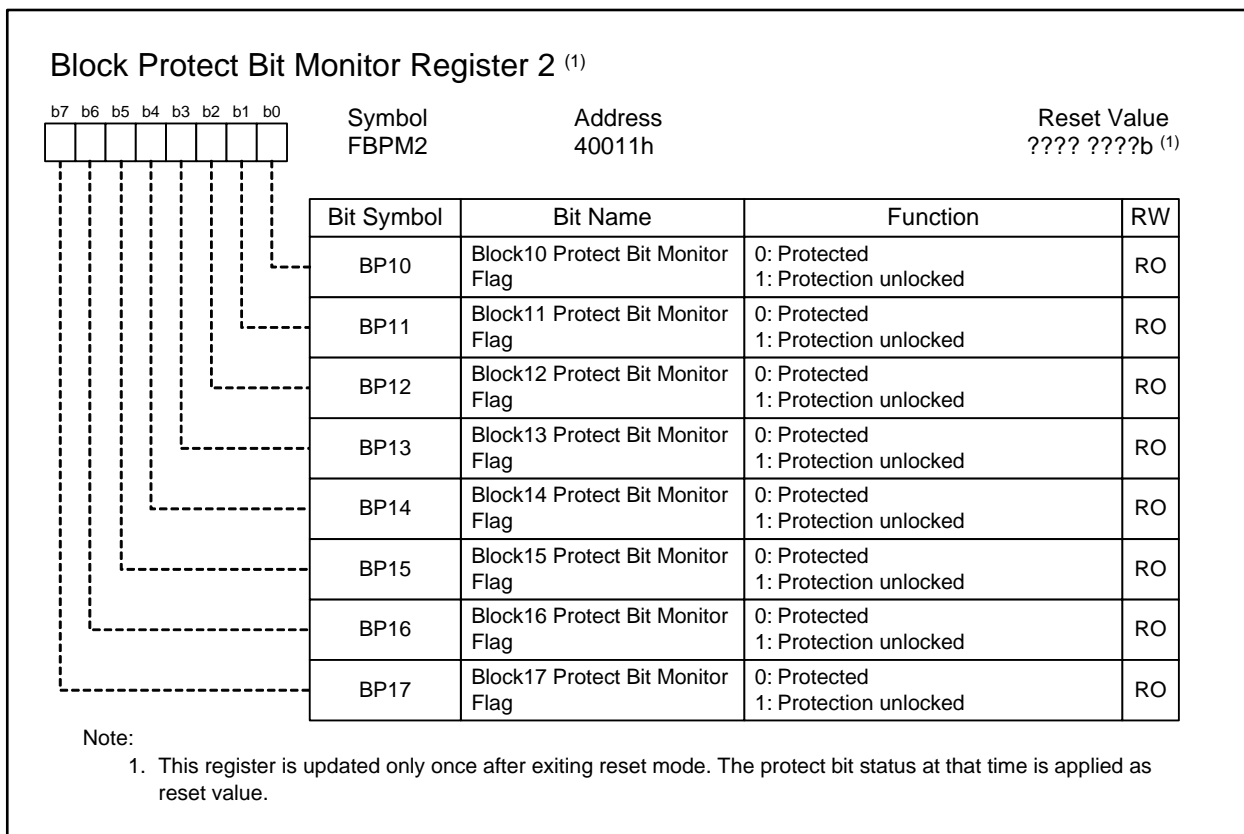 Block Protect Bit Monitor Register 2 (1)
b7 b6 b5 b4 b3 b2 b1 b0
Symbol Address Reset Value
FBPM2 40011h ???? ????b (1)
Bit Symbol Bit Name Function RW
BP10 Block10 Protect Bit Monitor Flag 0: Protected 1: Protection unlocked RO
BP11 Block11 Protect Bit Monitor Flag 0: Protected 1: Protection unlocked RO
BP12 Block12 Protect Bit Monitor Flag 0: Protected 1: Protection unlocked RO
BP13 Block13 Protect Bit Monitor Flag 0: Protected 1: Protection unlocked RO
BP14 Block14 Protect Bit Monitor Flag 0: Protected 1: Protection unlocked RO
BP15 Block15 Protect Bit Monitor Flag 0: Protected 1: Protection unlocked RO
BP16 Block16 Protect Bit Monitor Flag 0: Protected 1: Protection unlocked RO
BP17 Block17 Protect Bit Monitor Flag 0: Protected 1: Protection unlocked RO
Note:
1. This register is updated only once after exiting reset mode. The protect bit status at that time is applied as
reset value.